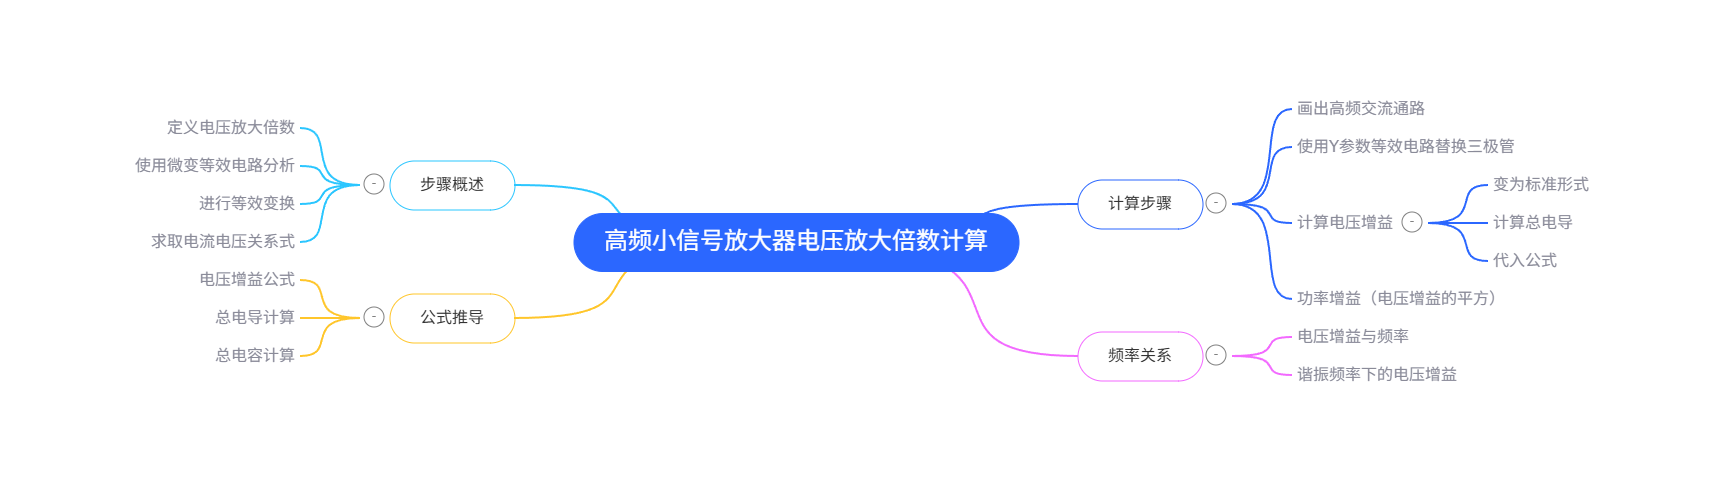 高频小信号放大器电压放大倍数计算
步骤概述
定义电压放大倍数
使用微变等效电路分析
进行等效变换
求取电流电压关系式
公式推导
电压增益公式
总电导计算
总电容计算
计算步骤
画出高频交流通路
使用Y参数等效电路替换三极管
计算电压增益
变为标准形式
计算总电导
代入公式
功率增益（电压增益的平方）
频率关系
电压增益与频率
谐振频率下的电压增益